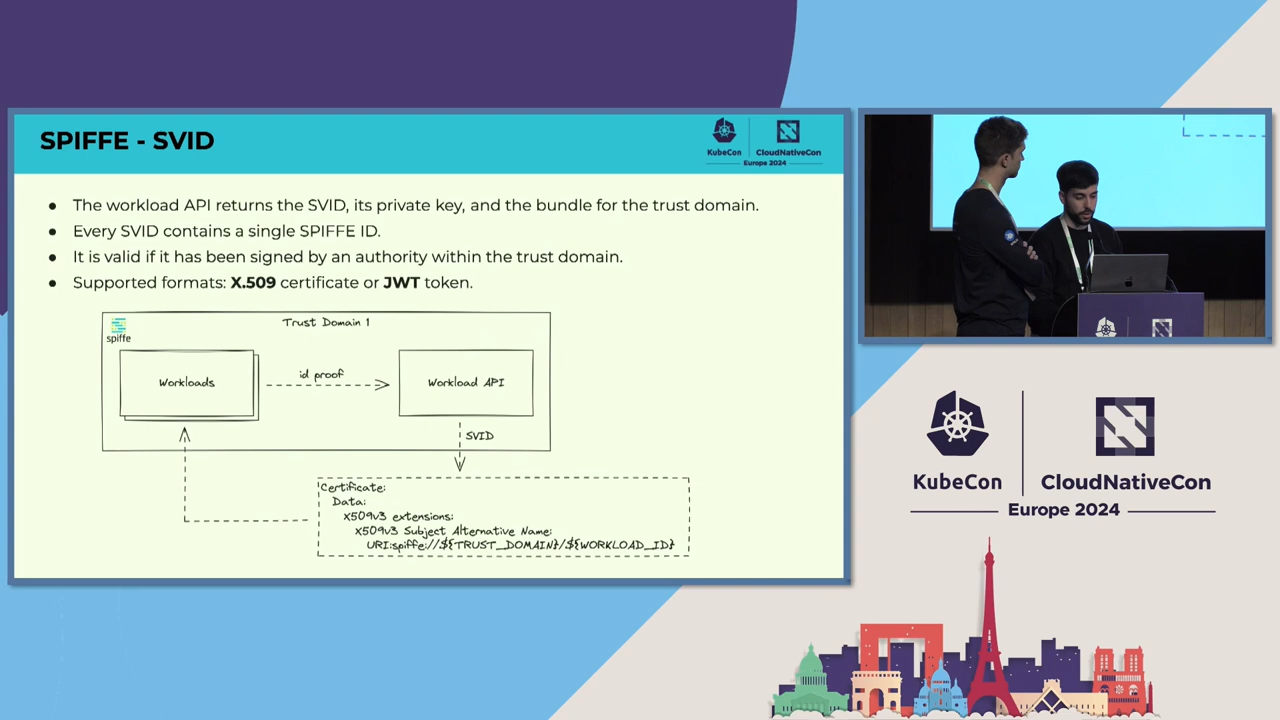 SPIFFE - SVID
KubeCon
CloudNativeCon
Europe 2024
● The workload API returns the SVID, its private key, and the bundle for the trust domain.
● Every SVID contains a single SPIFFE ID.
● It is valid if it has been signed by an authority within the trust domain.
● Supported formats: X.509 certificate or JWT token.
Trust Domain 1
spiffe
Workloads
id proof
Workload API
SVID
Certificate:
Data:
X509v3 extensions:
X509v3 Subject Alternative Name:
URI:spiffe://${TRUST_DOMAIN}/${WORKLOAD_ID}
KubeCon
CloudNativeCon
Europe 2024